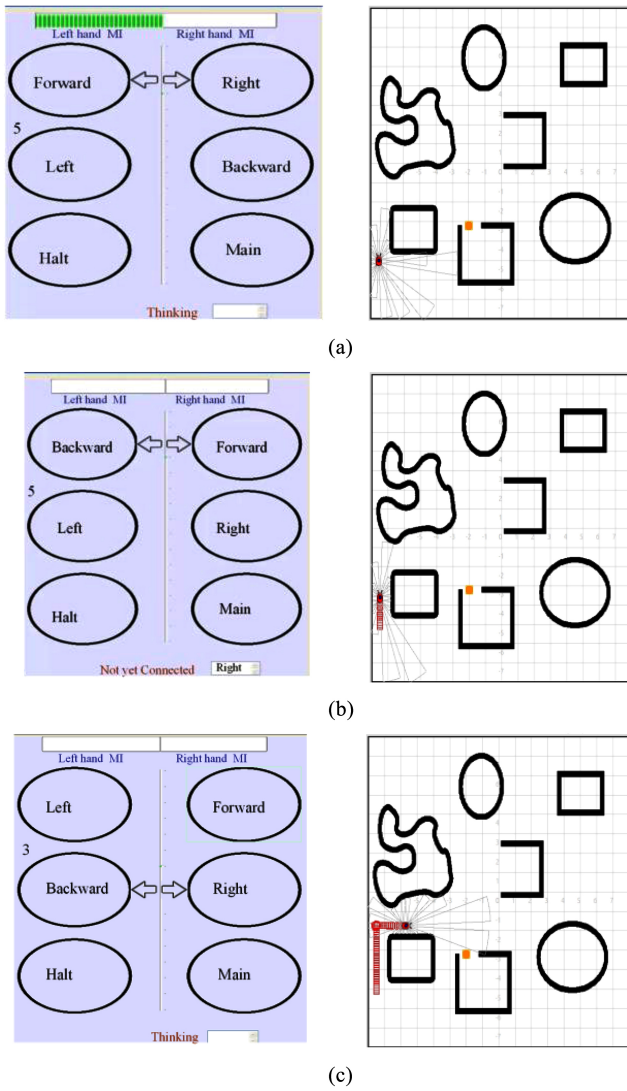 Left hand MI Right hand MI
Forward Right
5
Left Backward
Halt Main
Thinking
(a)
Left hand MI Right hand MI
Backward Forward
5
Left Right
Halt Main
Not yet Connected Right
(b)
Left hand MI Right hand MI
Left Forward
3
Backward Right
Halt Main
Thinking
(c)